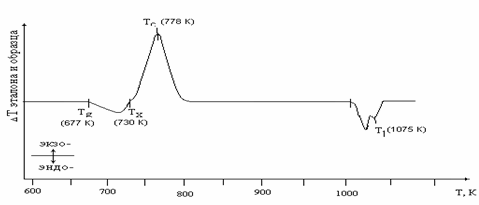 T_c (778 K)
ΔT эталона и образца
T_g
(677 K)
T_x
(730 K)
T_l (1075 K)
экзо-
эндо-
600 700 800 900 1000 T, K